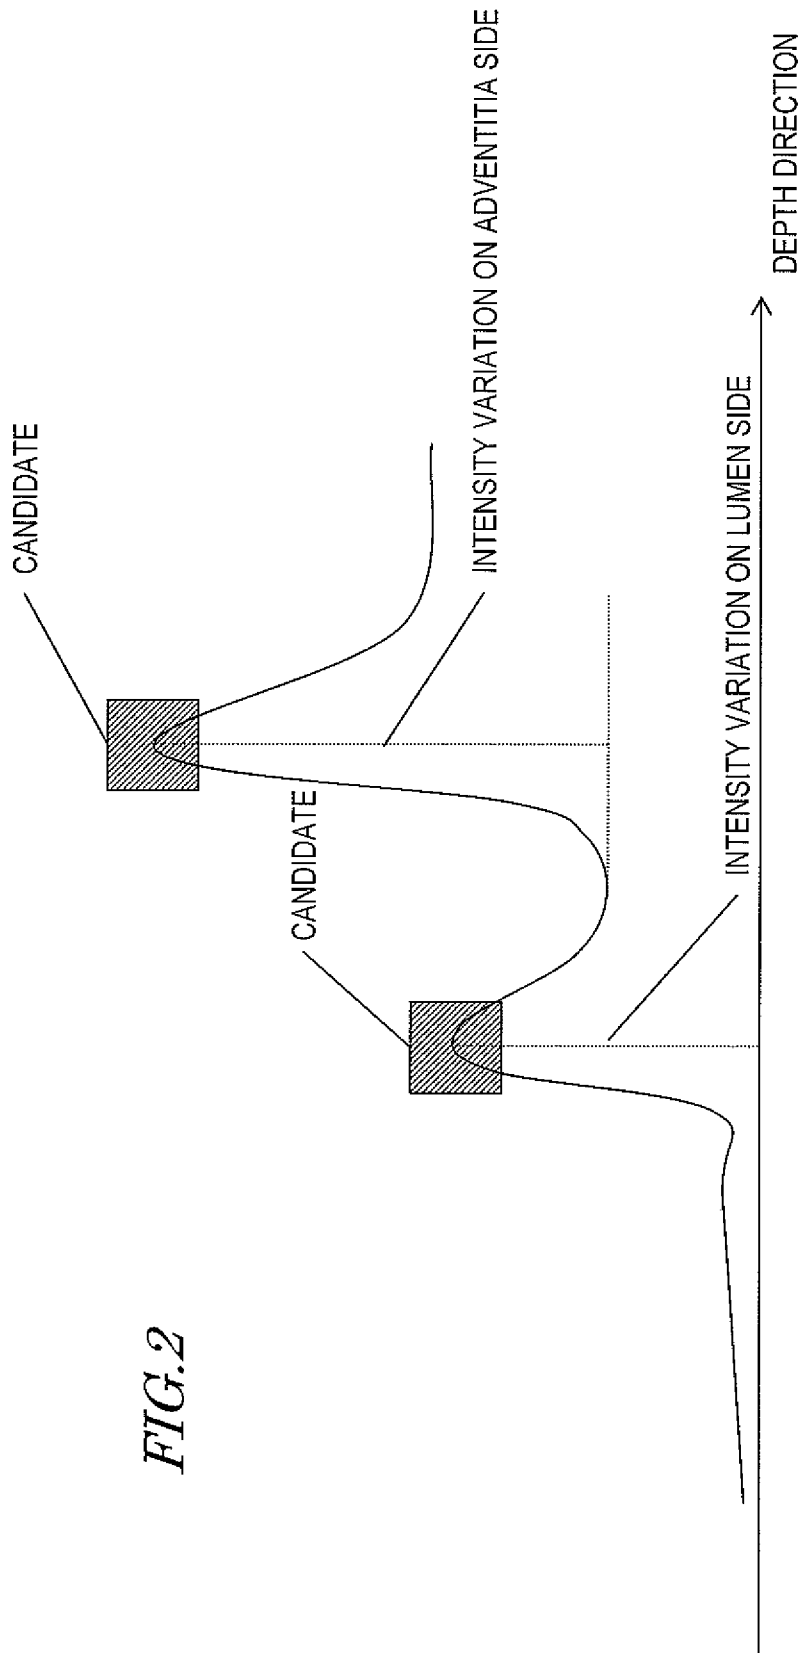 FIG.2
CANDIDATE
CANDIDATE
INTENSITY VARIATION ON ADVENTITIA SIDE
INTENSITY VARIATION ON LUMEN SIDE
DEPTH DIRECTION